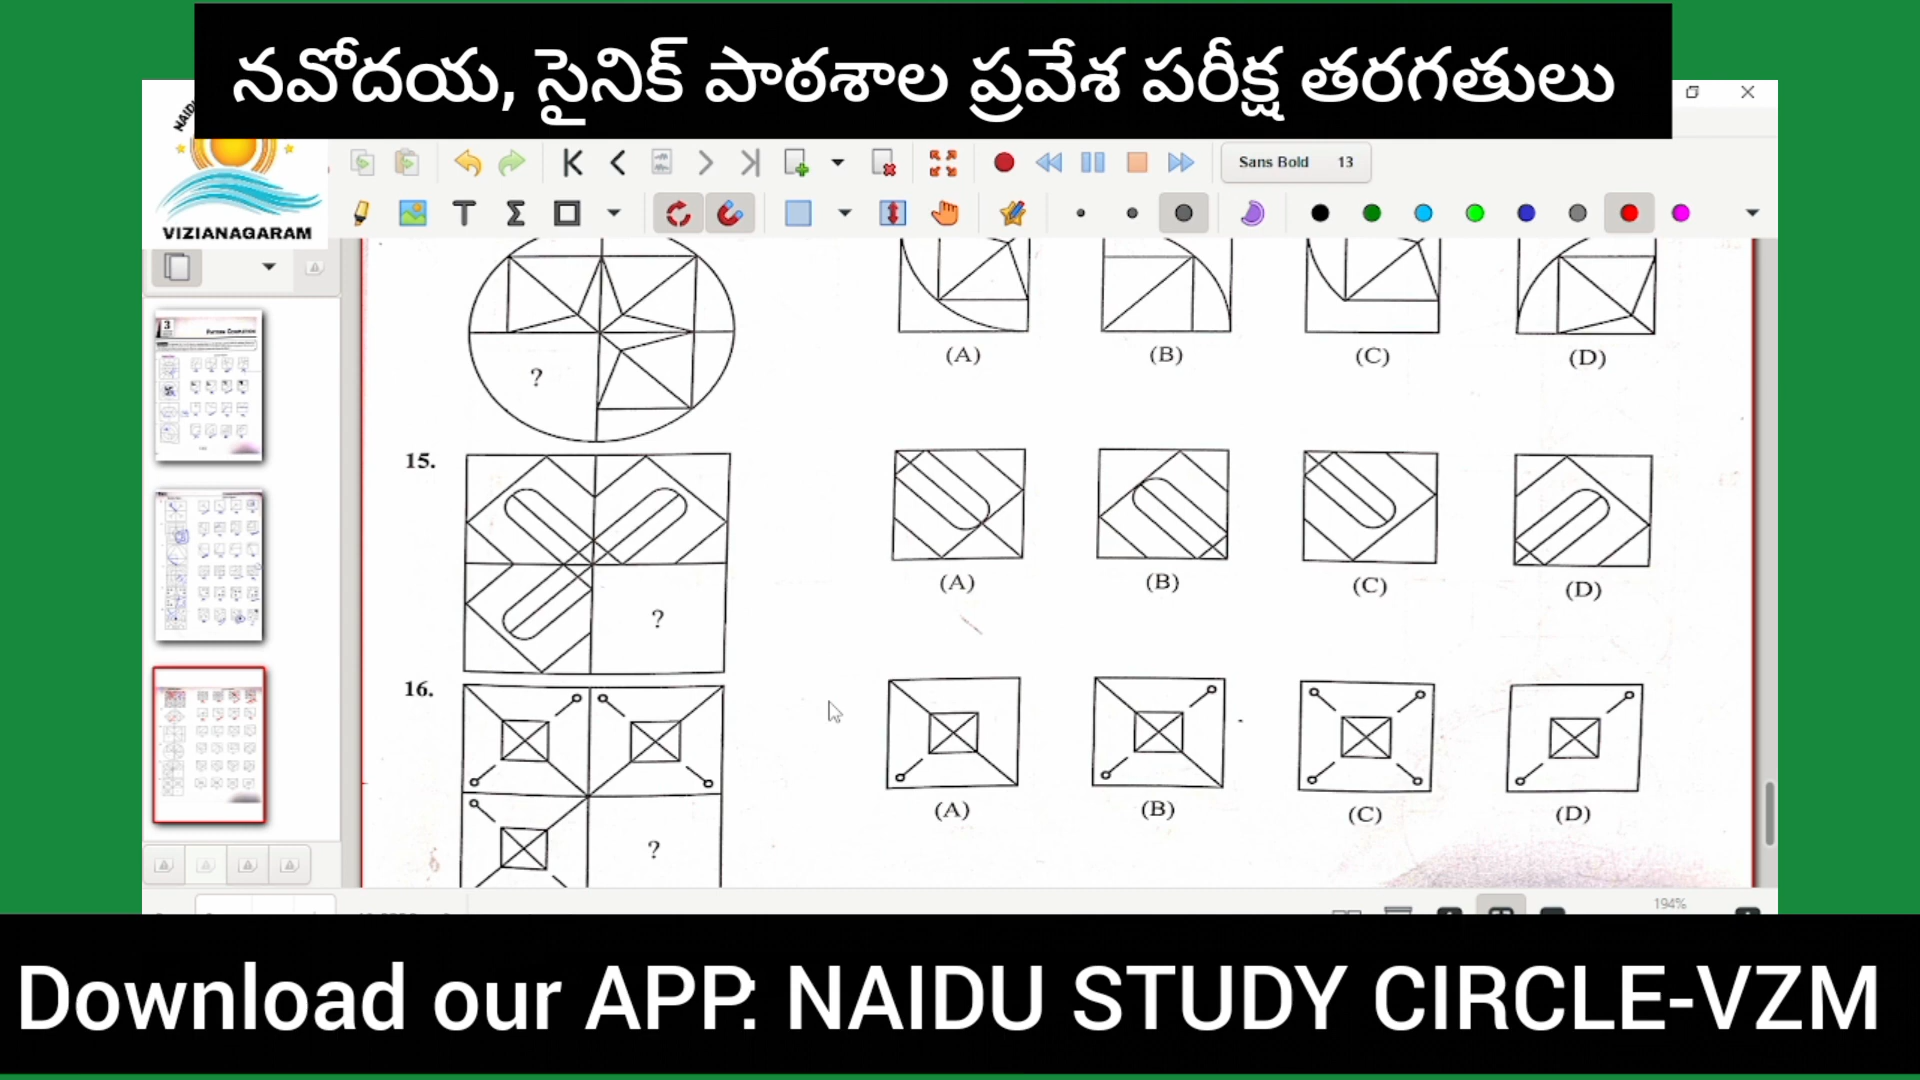 నవోదయ, సైనిక్ పాఠశాల ప్రవేశ పరీక్ష తరగతులు
NAIDU
VIZIANAGARAM
Sans Bold 13
?
(A) (B) (C) (D)
15.
?
(A) (B) (C) (D)
16.
?
(A) (B) (C) (D)
194%
Download our APP: NAIDU STUDY CIRCLE-VZM